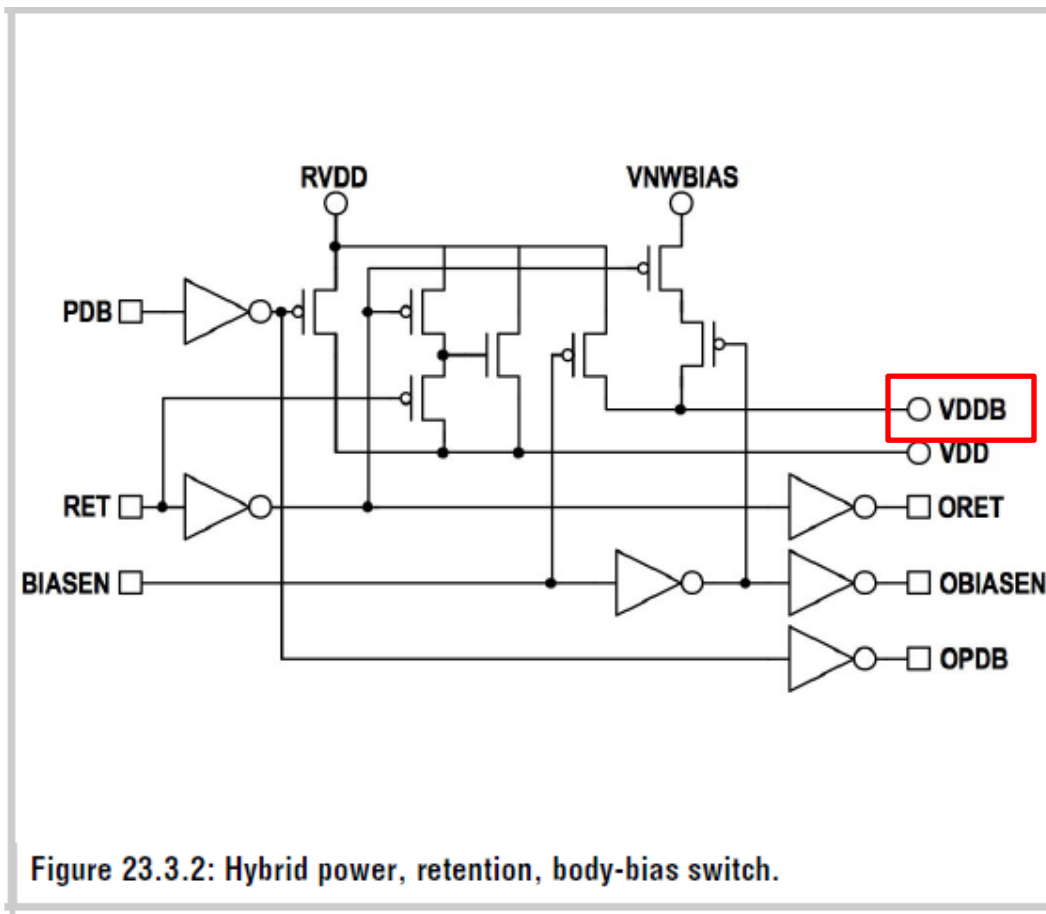 RVDD
VNWBIAS
PDB
VDDB
VDD
RET
ORET
BIASEN
OBIASEN
OPDB
Figure 23.3.2: Hybrid power, retention, body-bias switch.